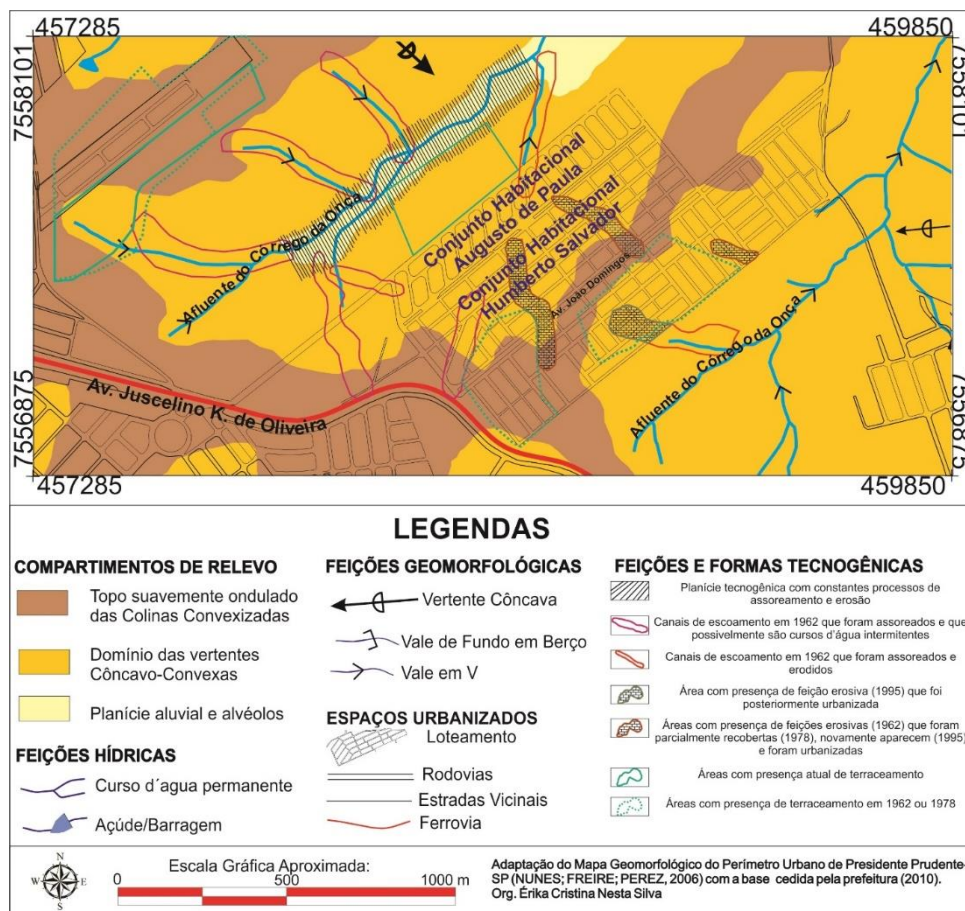 457285
459850
7558101
7558101
Conjunto Habitacional
Augusto de Paula
Conjunto Habitacional
Humberto Salvador
Av. João Domingos
Afluente do Córrego da Onça
Afluente do Córrego da Onça
Av. Juscelino K. de Oliveira
7556875
7556875
457285
459850
LEGENDAS
COMPARTIMENTOS DE RELEVO
Topo suavemente ondulado
das Colinas Convexizadas
Domínio das vertentes
Côncavo-Convexas
Planície aluvial e alvéolos
FEIÇÕES HÍDRICAS
Curso d´agua permanente
Açúde/Barragem
FEIÇÕES GEOMORFOLÓGICAS
Vertente Côncava
Vale de Fundo em Berço
Vale em V
ESPAÇOS URBANIZADOS
Loteamento
Rodovias
Estradas Vicinais
Ferrovia
FEIÇÕES E FORMAS TECNOGÊNICAS
Planície tecnogênica com constantes processos de
assoreamento e erosão
Canais de escoamento em 1962 que foram assoreados e que
possivelmente são cursos d'água intermitentes
Canais de escoamento em 1962 que foram assoreados e
erodidos
Área com presença de feição erosiva (1995) que foi
posteriormente urbanizada
Áreas com presença de feições erosivas (1962) que foram
parcialmente recobertas (1978), novamente aparecem (1995)
e foram urbanizadas
Áreas com presença atual de terraceamento
Áreas com presença de terraceamento em 1962 ou 1978
N
W
E
S
Escala Gráfica Aproximada:
0 500 1000 m
Adaptação do Mapa Geomorfológico do Perímetro Urbano de Presidente Prudente-
SP (NUNES; FREIRE; PEREZ, 2006) com a base cedida pela prefeitura (2010).
Org. Érika Cristina Nesta Silva